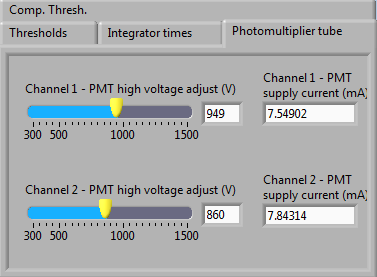 Comp. Thresh.
Thresholds
Integrator times
Photomultiplier tube
Channel 1 - PMT high voltage adjust (V)
949
300 500 1000 1500
Channel 1 - PMT
supply current (mA)
7.54902
Channel 2 - PMT high voltage adjust (V)
860
300 500 1000 1500
Channel 2 - PMT
supply current (mA)
7.84314